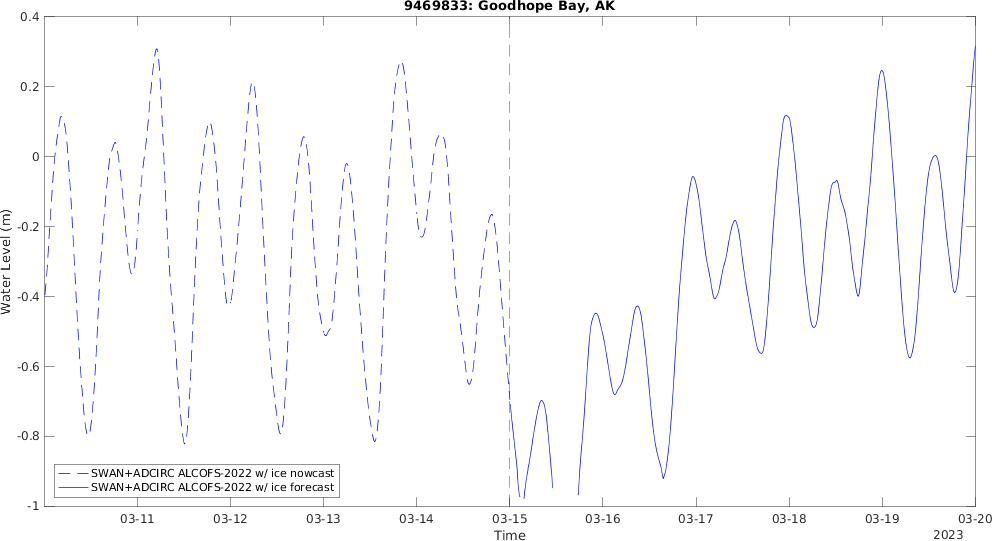 9469833: Goodhope Bay, AK
0.4
0.2
0
-0.2
-0.4
-0.6
-0.8
-1
Water Level (m)
SWAN+ADCIRC ALCOFS-2022 w/ ice nowcast
SWAN+ADCIRC ALCOFS-2022 w/ ice forecast
03-11 03-12 03-13 03-14 03-15 03-16 03-17 03-18 03-19 03-20
Time
2023